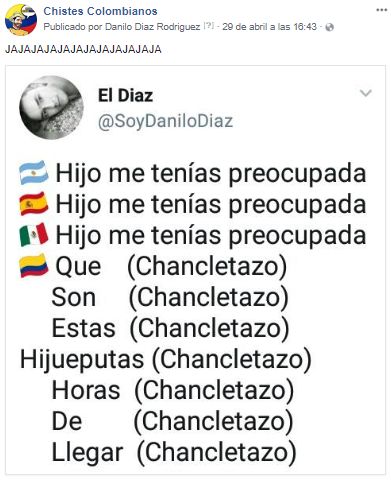 Chistes Colombianos
Publicado por Danilo Diaz Rodriguez [?] · 29 de abril a las 16:43 ·
JAJAJAJAJAJAJAJAJAJAJAJA
El Diaz
@SoyDaniloDiaz
🇦🇷 Hijo me tenías preocupada
🇪🇸 Hijo me tenías preocupada
🇲🇽 Hijo me tenías preocupada
🇨🇴 Que (Chancletazo)
Son (Chancletazo)
Estas (Chancletazo)
Hijueputas (Chancletazo)
Horas (Chancletazo)
De (Chancletazo)
Llegar (Chancletazo)